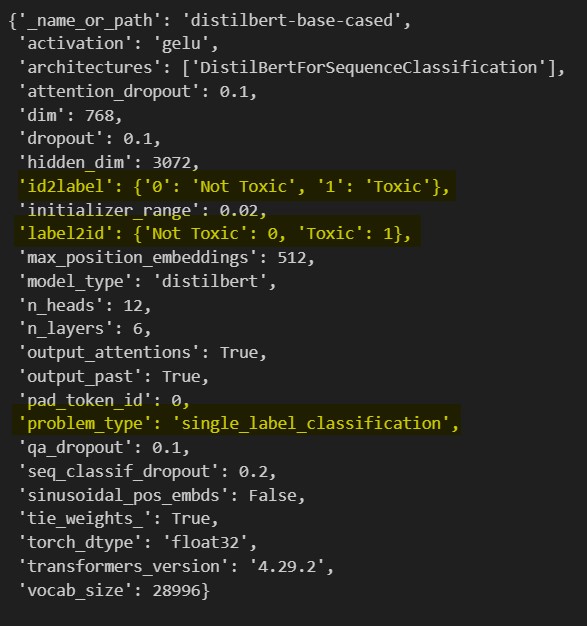 {'_name_or_path': 'distilbert-base-cased',
'activation': 'gelu',
'architectures': ['DistilBertForSequenceClassification'],
'attention_dropout': 0.1,
'dim': 768,
'dropout': 0.1,
'hidden_dim': 3072,
'id2label': {'0': 'Not Toxic', '1': 'Toxic'},
'initializer_range': 0.02,
'label2id': {'Not Toxic': 0, 'Toxic': 1},
'max_position_embeddings': 512,
'model_type': 'distilbert',
'n_heads': 12,
'n_layers': 6,
'output_attentions': True,
'output_past': True,
'pad_token_id': 0,
'problem_type': 'single_label_classification',
'qa_dropout': 0.1,
'seq_classif_dropout': 0.2,
'sinusoidal_pos_embds': False,
'tie_weights_': True,
'torch_dtype': 'float32',
'transformers_version': '4.29.2',
'vocab_size': 28996}